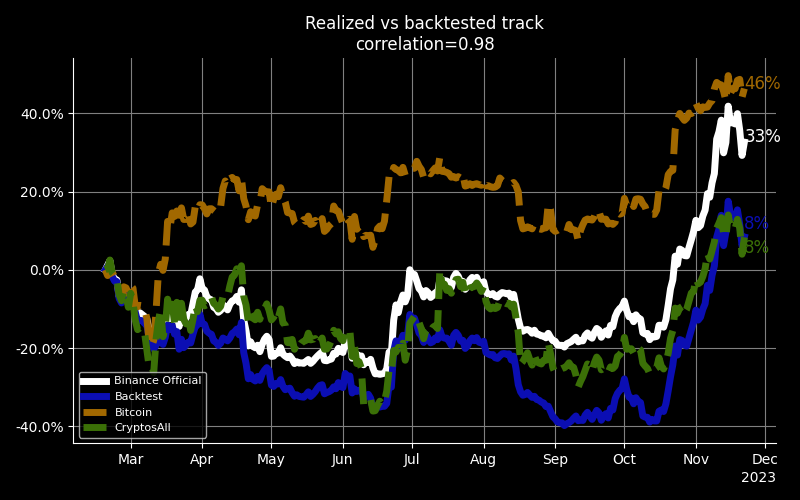 Realized vs backtested track
correlation=0.98
46%
40.0%
33%
20.0%
8%
8%
0.0%
-20.0%
-40.0%
Binance Official
Backtest
Bitcoin
CryptosAll
Mar Apr May Jun Jul Aug Sep Oct Nov Dec
2023